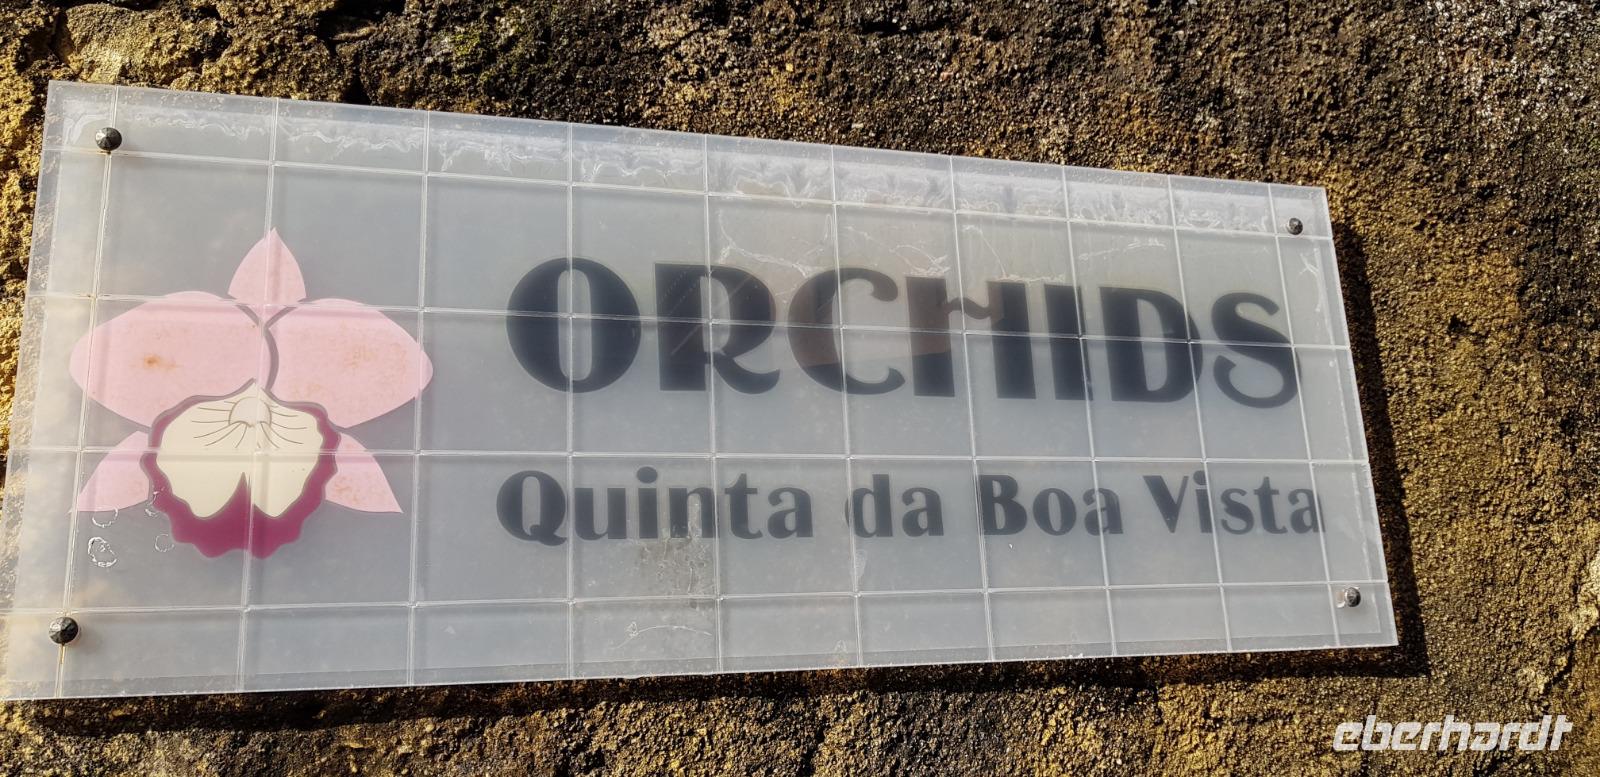 ORCHIDS
Quinta da Boa Vista
eberhardt